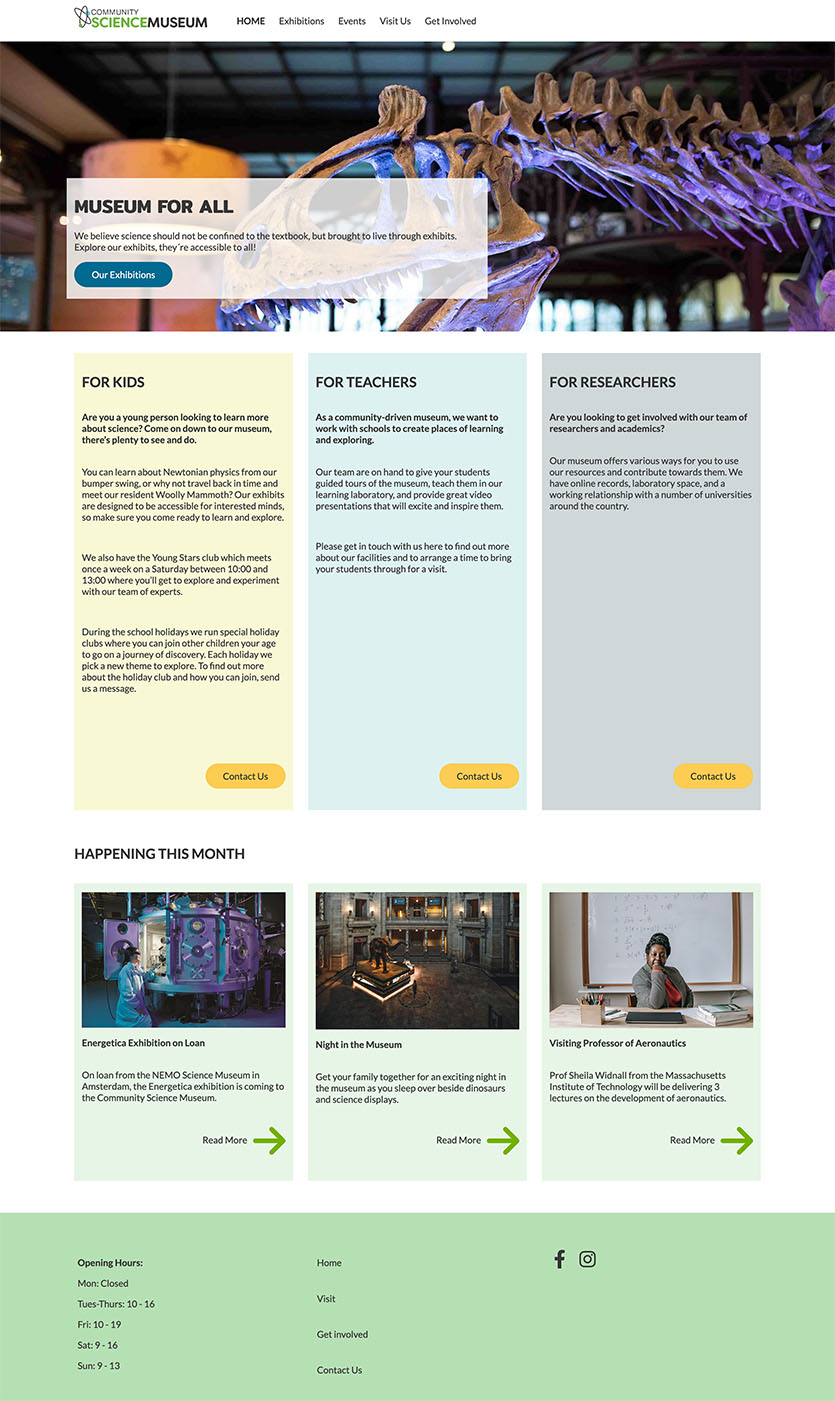 COMMUNITY
SCIENCEMUSEUM
HOME Exhibitions Events Visit Us Get Involved
MUSEUM FOR ALL
We believe science should not be confined to the textbook, but brought to live through exhibits.
Explore our exhibits, they´re accessible to all!
Our Exhibitions
FOR KIDS
Are you a young person looking to learn more
about science? Come on down to our museum,
there's plenty to see and do.
You can learn about Newtonian physics from our
bumper swing, or why not travel back in time and
meet our resident Woolly Mammoth? Our exhibits
are designed to be accessible for interested minds,
so make sure you come ready to learn and explore.
We also have the Young Stars club which meets
once a week on a Saturday between 10:00 and
13:00 where you'll get to explore and experiment
with our team of experts.
During the school holidays we run special holiday
clubs where you can join other children your age
to go on a journey of discovery. Each holiday we
pick a new theme to explore. To find out more
about the holiday club and how you can join, send
us a message.
Contact Us
FOR TEACHERS
As a community-driven museum, we want to
work with schools to create places of learning
and exploring.
Our team are on hand to give your students
guided tours of the museum, teach them in our
learning laboratory, and provide great video
presentations that will excite and inspire them.
Please get in touch with us here to find out more
about our facilities and to arrange a time to bring
your students through for a visit.
Contact Us
FOR RESEARCHERS
Are you looking to get involved with our team of
researchers and academics?
Our museum offers various ways for you to use
our resources and contribute towards them. We
have online records, laboratory space, and a
working relationship with a number of universities
around the country.
Contact Us
HAPPENING THIS MONTH
Energetica Exhibition on Loan
On loan from the NEMO Science Museum in
Amsterdam, the Energetica exhibition is coming to
the Community Science Museum.
Read More
Night in the Museum
Get your family together for an exciting night in
the museum as you sleep over beside dinosaurs
and science displays.
Read More
Visiting Professor of Aeronautics
Prof Sheila Widnall from the Massachusetts
Institute of Technology will be delivering 3
lectures on the development of aeronautics.
Read More
Opening Hours:
Mon: Closed
Tues-Thurs: 10 - 16
Fri: 10 - 19
Sat: 9 - 16
Sun: 9 - 13
Home
Visit
Get involved
Contact Us